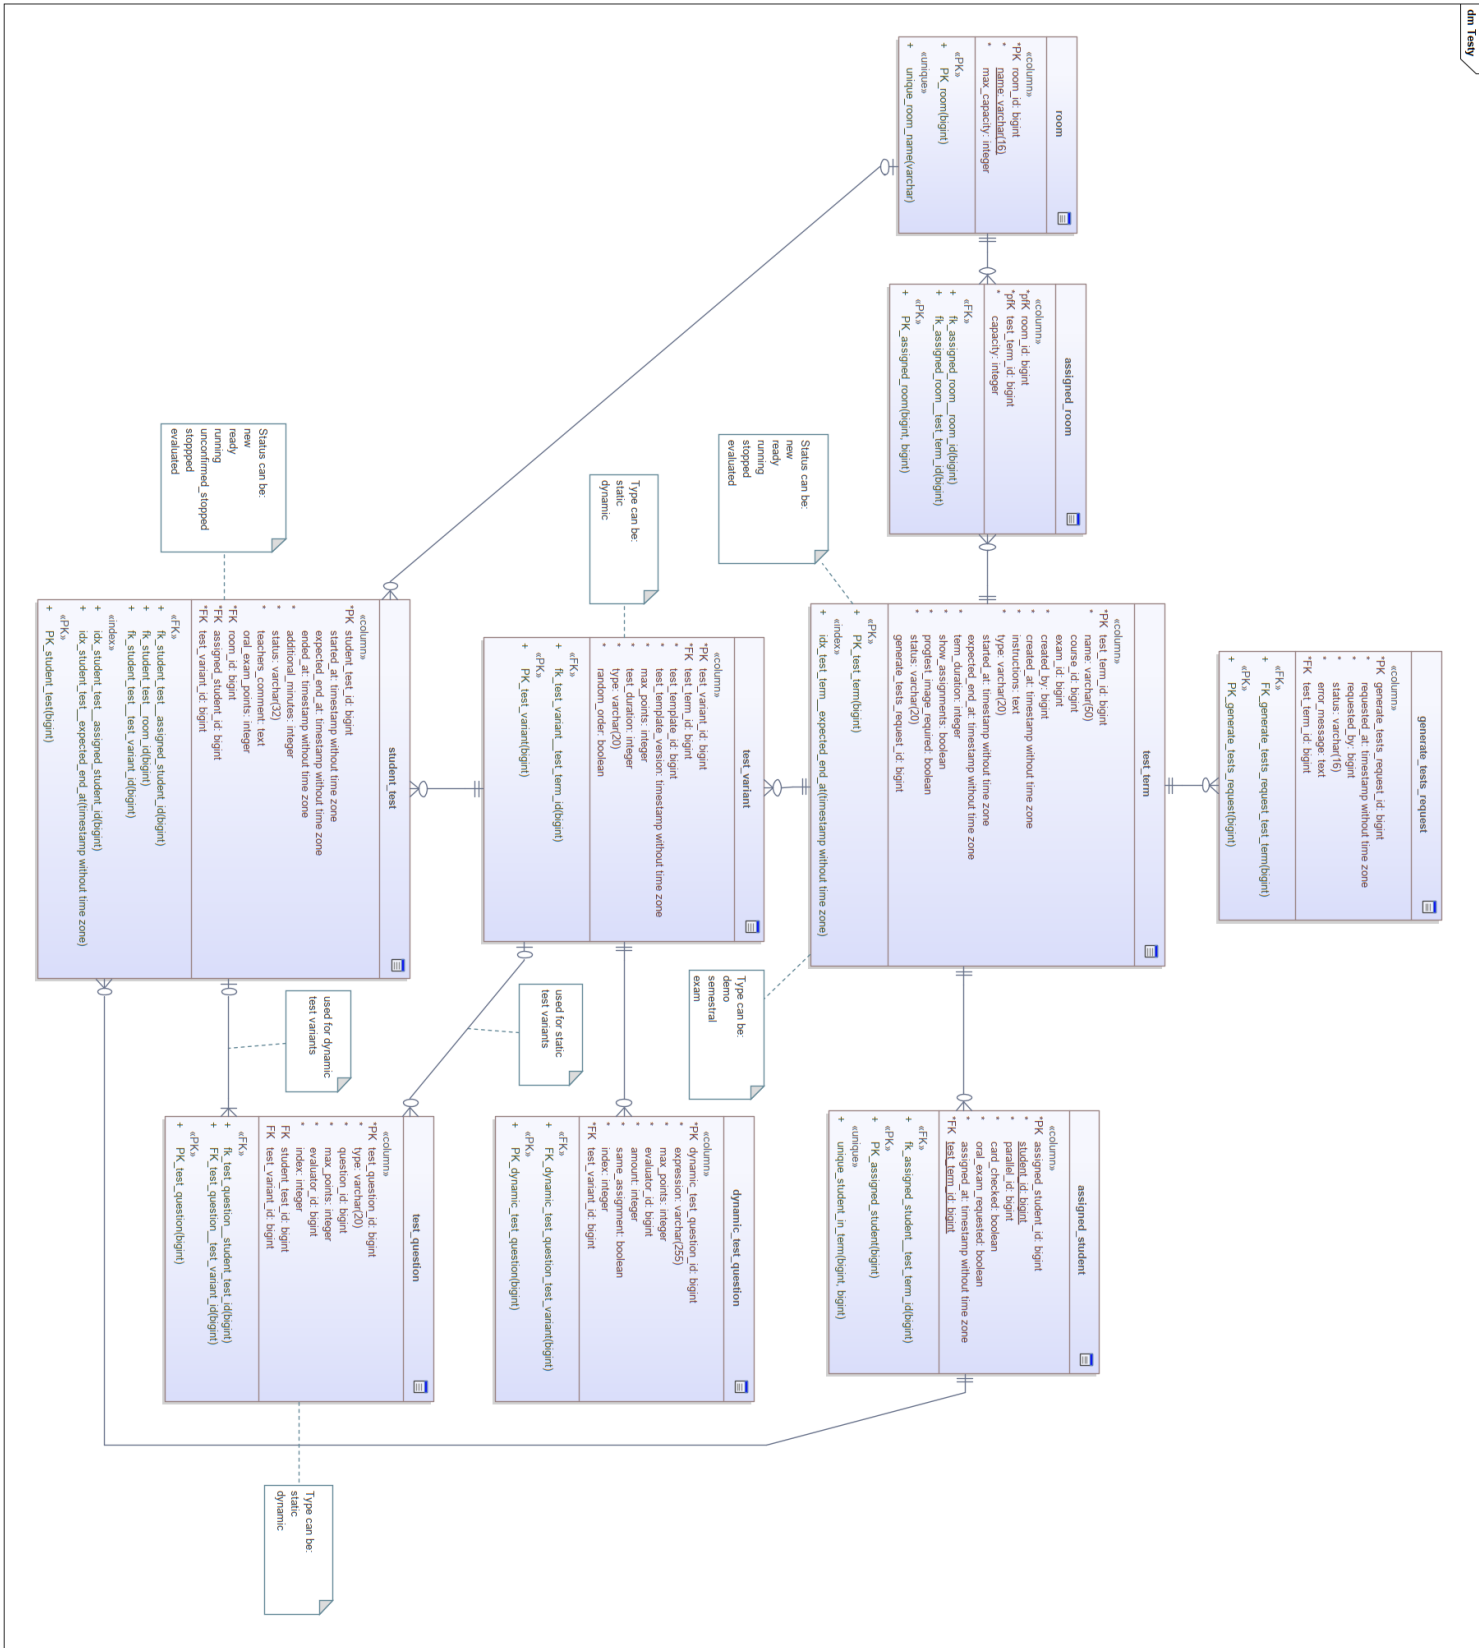 dm Testy
generate_tests_request
«column»
*PK generate_tests_request_id: bigint
* requested_at: timestamp without time zone
* requested_by: bigint
* status: varchar(16)
* error_message: text
*FK test_term_id: bigint
«FK»
+ FK_generate_tests_request_test_term(bigint)
«PK»
+ PK_generate_tests_request(bigint)
room
«column»
*PK room_id: bigint
* name: varchar(16)
* max_capacity: integer
«PK»
+ PK_room(bigint)
«unique»
+ unique_room_name(varchar)
assigned_room
«column»
*pfK room_id: bigint
*pfK test_term_id: bigint
* capacity: integer
«FK»
+ fk_assigned_room__room_id(bigint)
+ fk_assigned_room__test_term_id(bigint)
«PK»
+ PK_assigned_room(bigint, bigint)
test_term
«column»
*PK test_term_id: bigint
* name: varchar(50)
course_id: bigint
exam_id: bigint
* created_by: bigint
* created_at: timestamp without time zone
instructions: text
* type: varchar(20)
started_at: timestamp without time zone
expected_end_at: timestamp without time zone
* term_duration: integer
* show_assignments: boolean
* progtest_image_required: boolean
* status: varchar(20)
generate_tests_request_id: bigint
«PK»
+ PK_test_term(bigint)
«index»
+ idx_test_term__expected_end_at(timestamp without time zone)
assigned_student
«column»
*PK assigned_student_id: bigint
* student_id: bigint
* parallel_id: bigint
* card_checked: boolean
* oral_exam_requested: boolean
* assigned_at: timestamp without time zone
*FK test_term_id: bigint
«FK»
+ fk_assigned_student__test_term_id(bigint)
«PK»
+ PK_assigned_student(bigint)
«unique»
+ unique_student_in_term(bigint, bigint)
Status can be:
new
ready
running
stopped
evaluated
Type can be:
demo
semestral
exam
Type can be:
static
dynamic
test_variant
«column»
*PK test_variant_id: bigint
*FK test_term_id: bigint
* test_template_id: bigint
* test_template_version: timestamp without time zone
* max_points: integer
* test_duration: integer
* type: varchar(20)
* random_order: boolean
«FK»
+ fk_test_variant__test_term_id(bigint)
«PK»
+ PK_test_variant(bigint)
used for static
test variants
dynamic_test_question
«column»
*PK dynamic_test_question_id: bigint
* expression: varchar(255)
* max_points: integer
* evaluator_id: bigint
* amount: integer
* same_assignment: boolean
* index: integer
*FK test_variant_id: bigint
«FK»
+ FK_dynamic_test_question_test_variant(bigint)
«PK»
+ PK_dynamic_test_question(bigint)
Status can be:
new
ready
running
unconfirmed_stopped
stoppped
evaluated
student_test
«column»
*PK student_test_id: bigint
started_at: timestamp without time zone
expected_end_at: timestamp without time zone
ended_at: timestamp without time zone
* additional_minutes: integer
* status: varchar(32)
teachers_comment: text
oral_exam_points: integer
*FK room_id: bigint
*FK assigned_student_id: bigint
*FK test_variant_id: bigint
«FK»
+ fk_student_test__assigned_student_id(bigint)
+ fk_student_test__room_id(bigint)
+ fk_student_test__test_variant_id(bigint)
«index»
+ idx_student_test__assigned_student_id(bigint)
+ idx_student_test__expected_end_at(timestamp without time zone)
«PK»
+ PK_student_test(bigint)
used for dynamic
test variants
test_question
«column»
*PK test_question_id: bigint
* type: varchar(20)
* question_id: bigint
* max_points: integer
* evaluator_id: bigint
* index: integer
FK student_test_id: bigint
FK test_variant_id: bigint
«FK»
+ fk_test_question__student_test_id(bigint)
+ FK_test_question__test_variant_id(bigint)
«PK»
+ PK_test_question(bigint)
Type can be:
static
dynamic